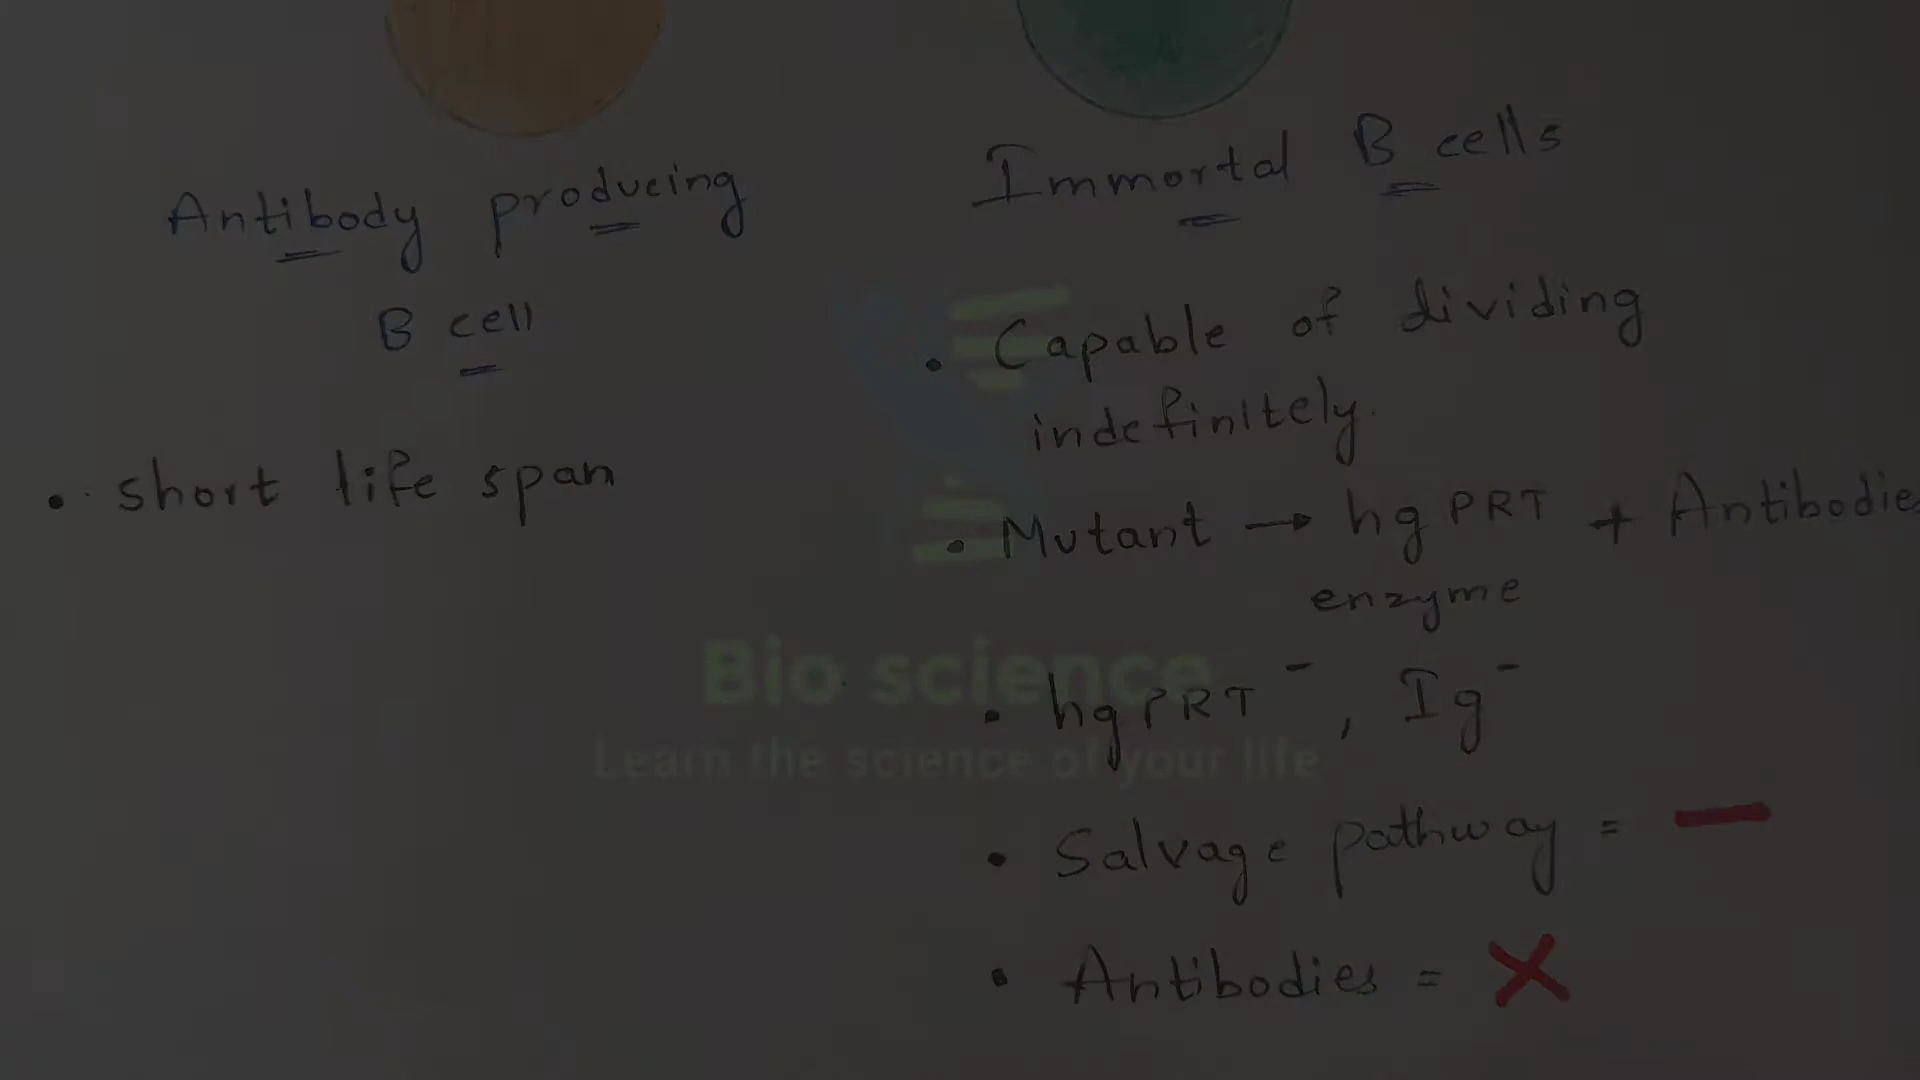 Antibody producing
B cell
• short life span
Immortal B cells
• Capable of dividing
indefinitely.
• Mutant → hgPRT + Antibodies
enzyme
• hgPRT⁻, Ig⁻
• Salvage pathway = —
• Antibodies = ✗
Bio science
Learn the science of your life